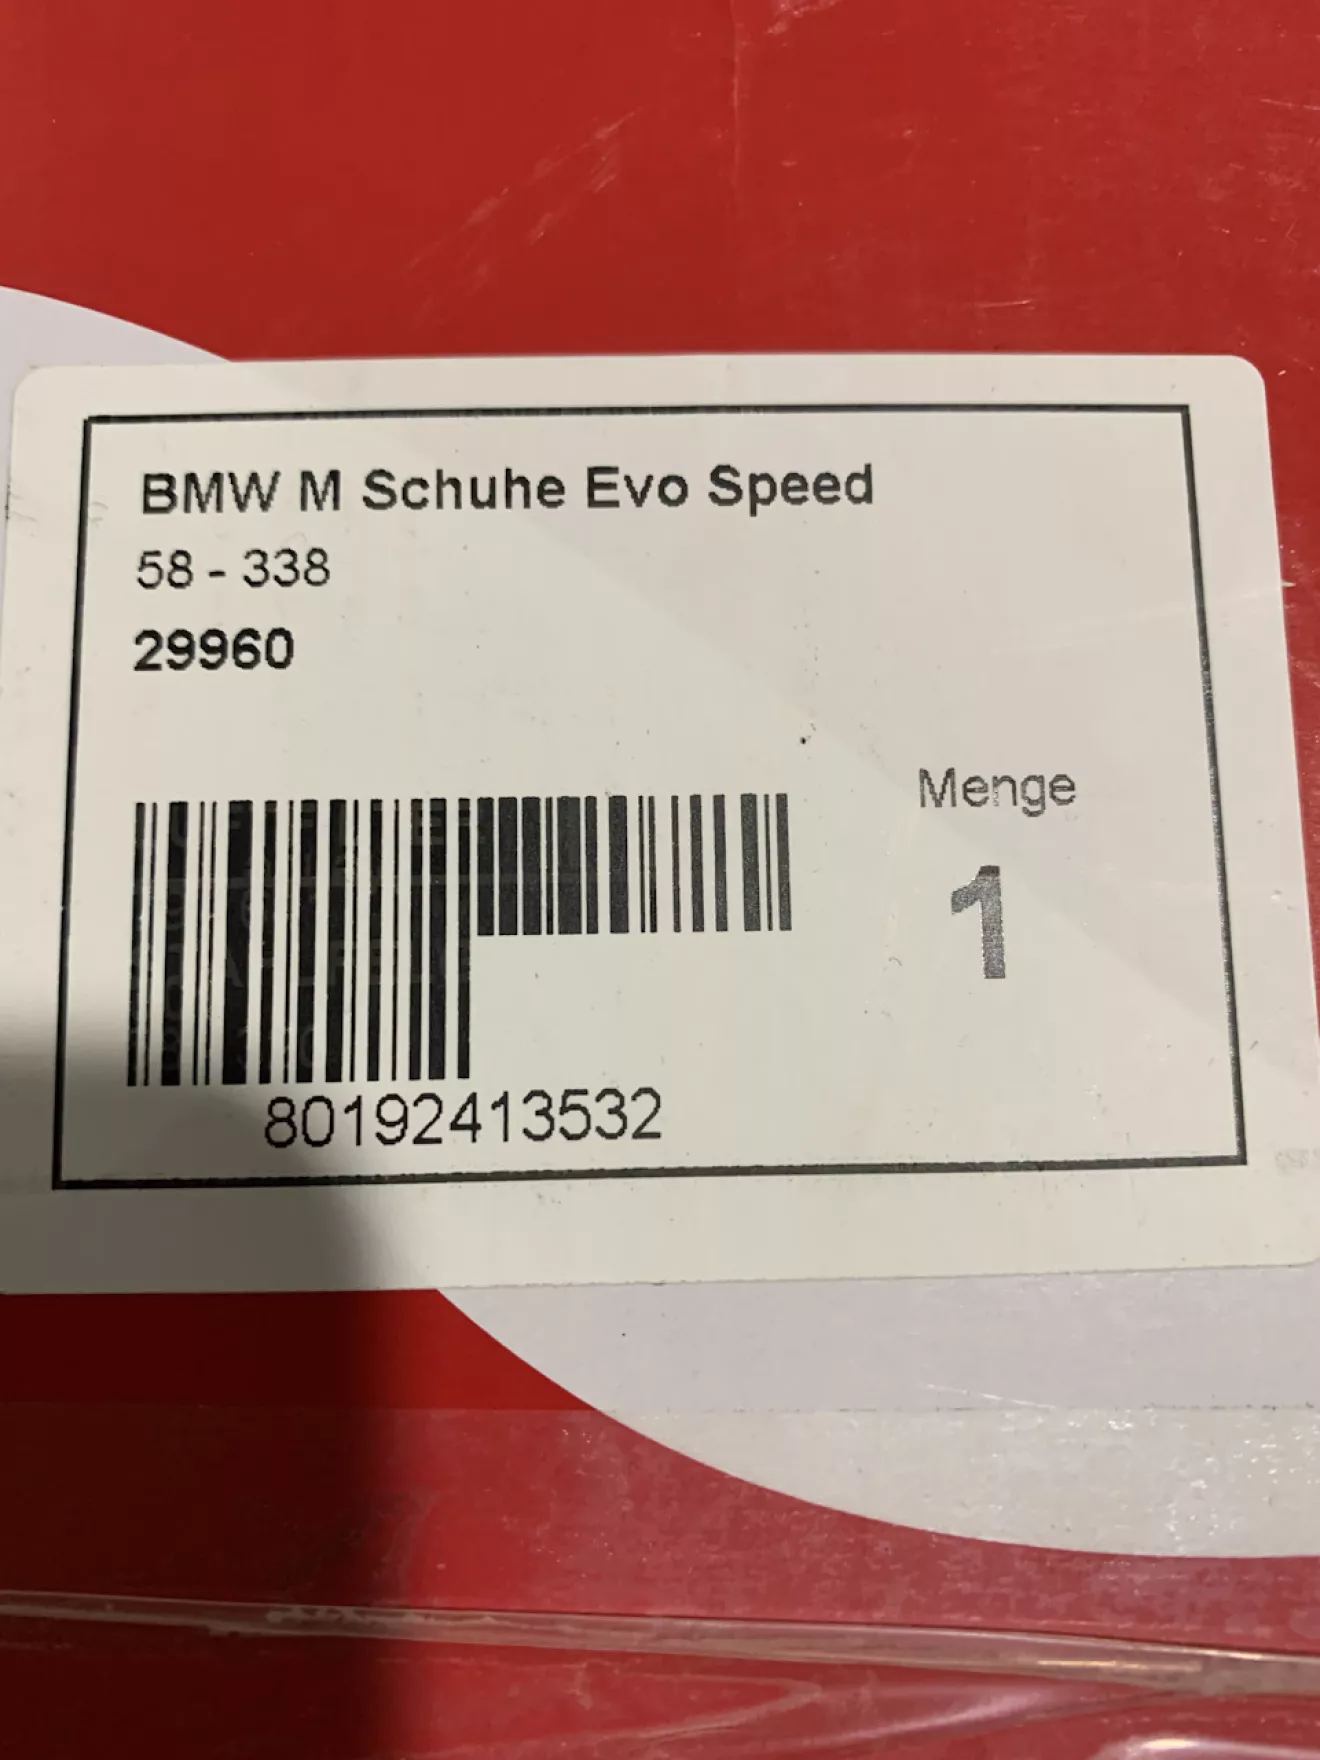 BMW M Schuhe Evo Speed
58 - 338
29960
Menge
1
80192413532